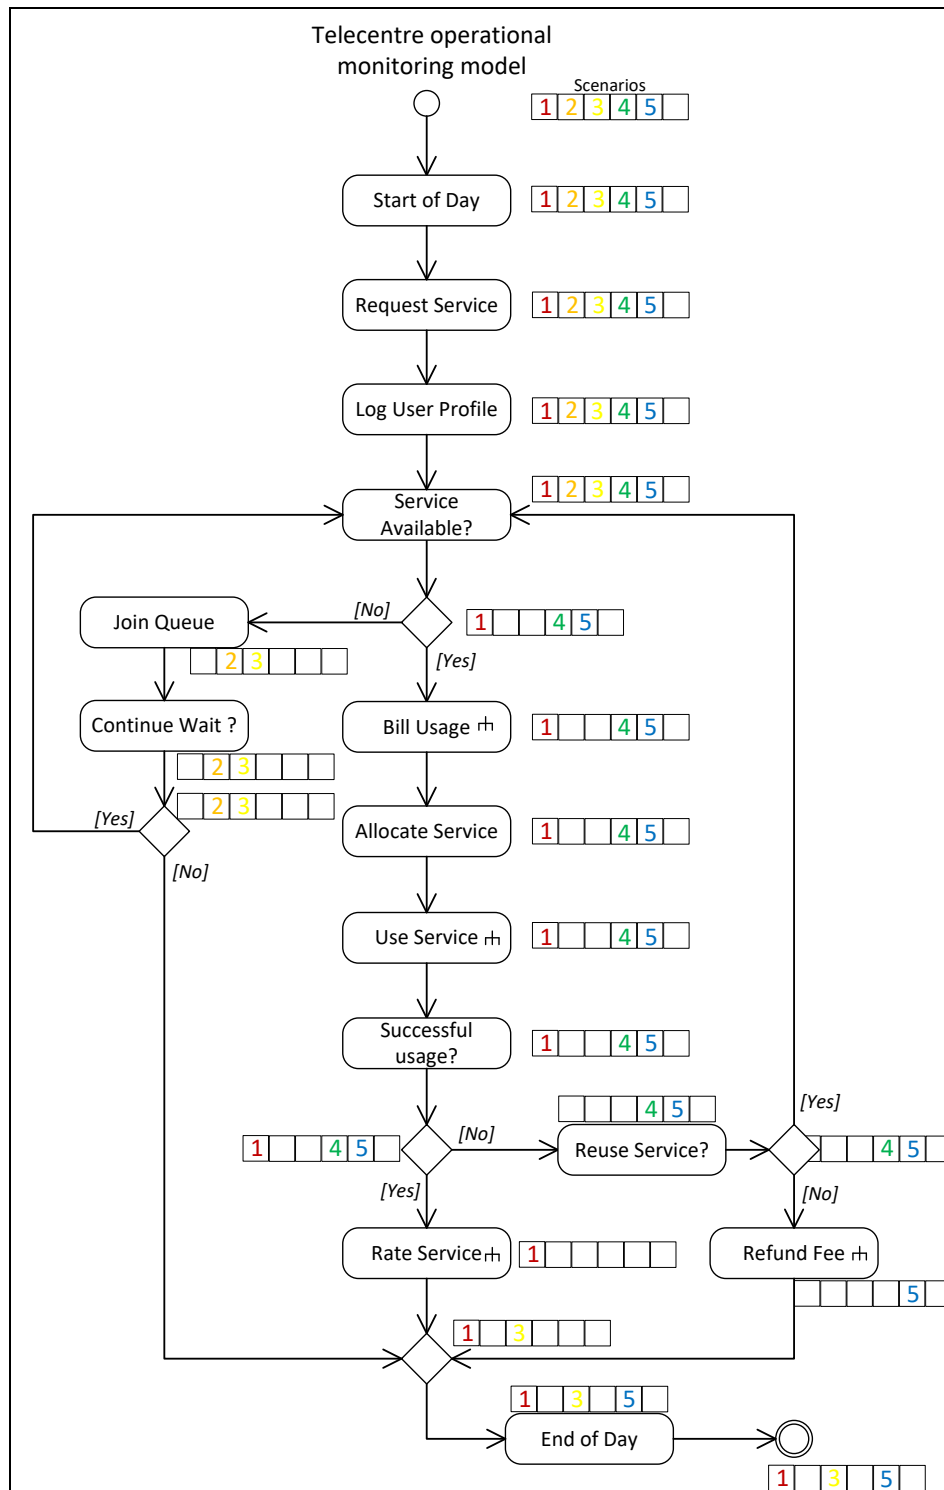 Telecentre operational
monitoring model
Scenarios
1 2 3 4 5
Start of Day
1 2 3 4 5
Request Service
1 2 3 4 5
Log User Profile
1 2 3 4 5
Service
Available?
1 2 3 4 5
[No]
1 4 5
Join Queue
[Yes]
2 3
Continue Wait ?
Bill Usage
1 4 5
2 3
2 3
[Yes]
Allocate Service
1 4 5
[No]
Use Service
1 4 5
Successful
usage?
1 4 5
4 5
[Yes]
1 4 5
[No]
Reuse Service?
4 5
[Yes]
[No]
Rate Service
1
Refund Fee
5
1 3
1 3 5
End of Day
1 3 5